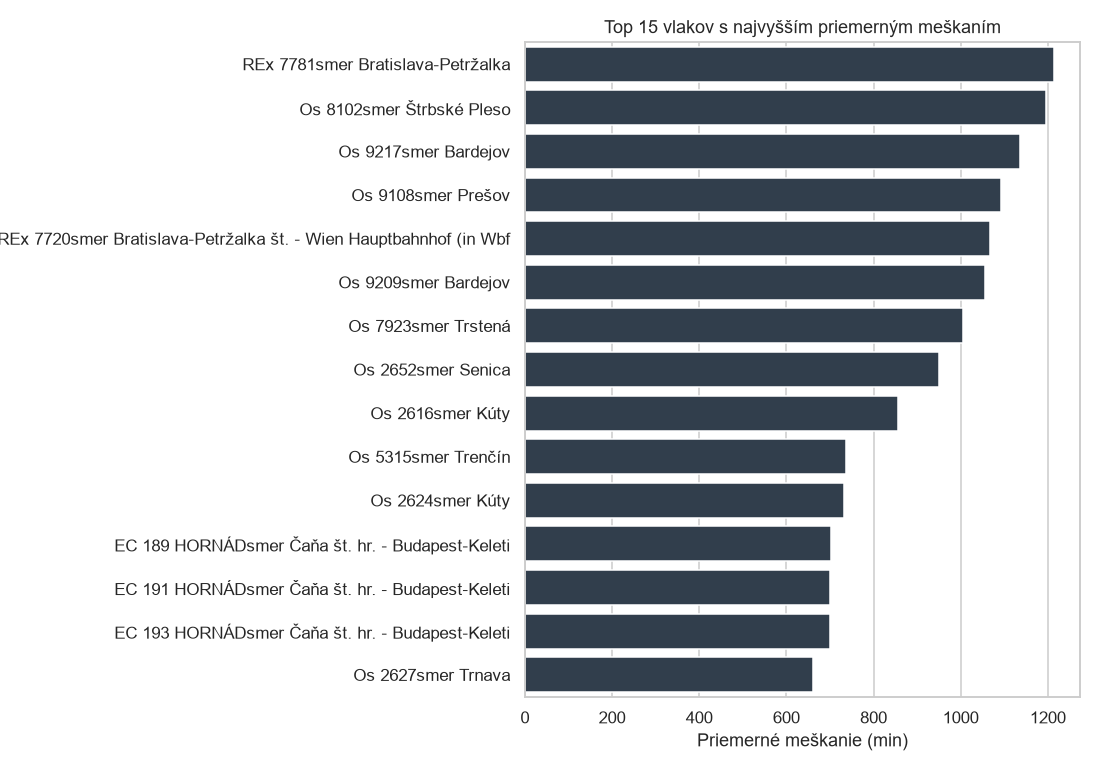 Top 15 vlakov s najvyšším priemerným meškaním
REx 7781smer Bratislava-Petržalka
Os 8102smer Štrbské Pleso
Os 9217smer Bardejov
Os 9108smer Prešov
REx 7720smer Bratislava-Petržalka št. - Wien Hauptbahnhof (in Wbf
Os 9209smer Bardejov
Os 7923smer Trstená
Os 2652smer Senica
Os 2616smer Kúty
Os 5315smer Trenčín
Os 2624smer Kúty
EC 189 HORNÁDsmer Čaňa št. hr. - Budapest-Keleti
EC 191 HORNÁDsmer Čaňa št. hr. - Budapest-Keleti
EC 193 HORNÁDsmer Čaňa št. hr. - Budapest-Keleti
Os 2627smer Trnava
0 200 400 600 800 1000 1200
Priemerné meškanie (min)